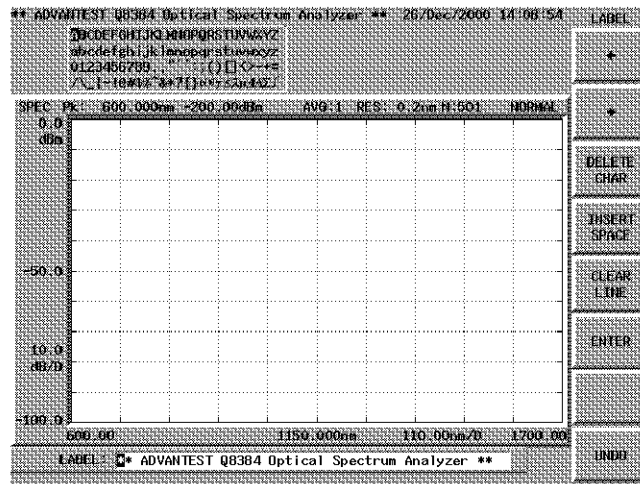 ** ADVANTEST Q8384 Optical Spectrum Analyzer ** 26/Dec/2000 14:08:54
LABEL
ABCDEFGHIJKLMNOPQRSTUVWXYZ
abcdefghijklmnopqrstuvwxyz
0123456789
←
SPEC Pk: 600.000nm -200.00dBm AVG:1 RES: 0.2nm N:501 NORMAL
0.0
dBm
DELETE
CHAR
INSERT
SPACE
-50.0
CLEAR
LINE
ENTER
10.0
dB/D
-100.0
600.00 1150.000nm 110.00nm/D 1700.00
LABEL: ** ADVANTEST Q8384 Optical Spectrum Analyzer **
UNDO